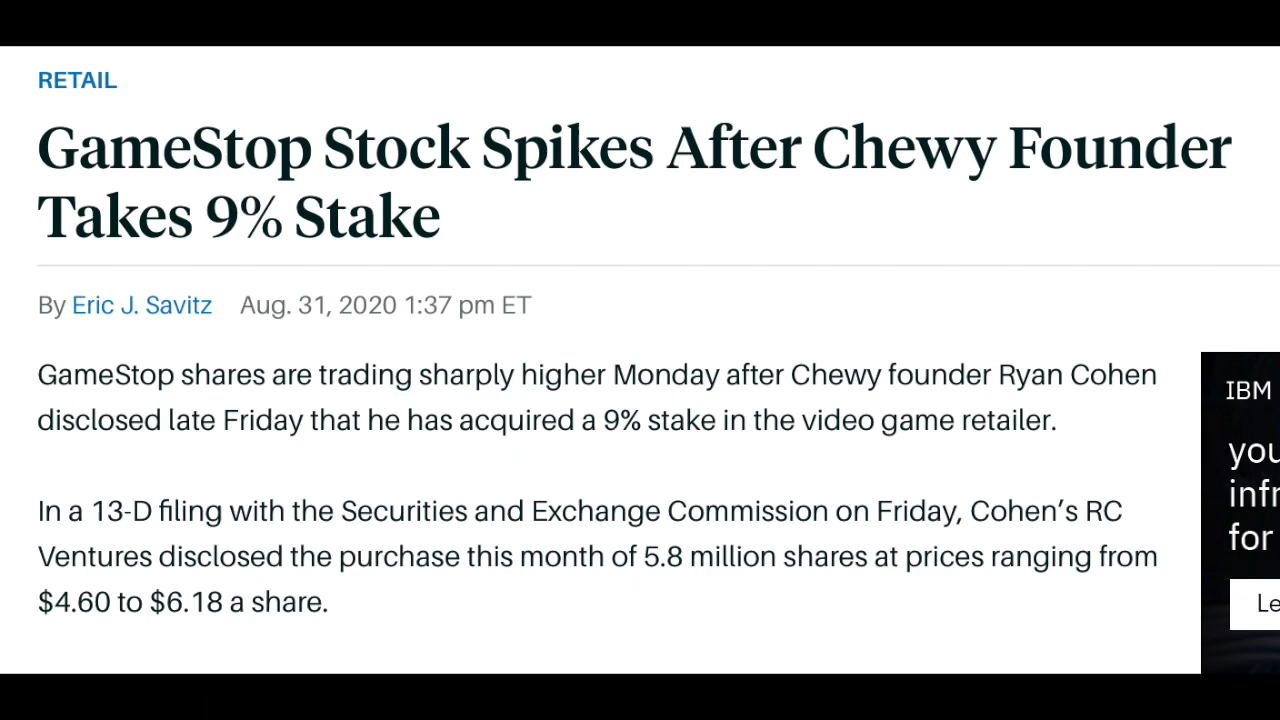 RETAIL
GameStop Stock Spikes After Chewy Founder
Takes 9% Stake
By Eric J. Savitz Aug. 31, 2020 1:37 pm ET
GameStop shares are trading sharply higher Monday after Chewy founder Ryan Cohen
disclosed late Friday that he has acquired a 9% stake in the video game retailer.
In a 13-D filing with the Securities and Exchange Commission on Friday, Cohen’s RC
Ventures disclosed the purchase this month of 5.8 million shares at prices ranging from
$4.60 to $6.18 a share.
IBM
for